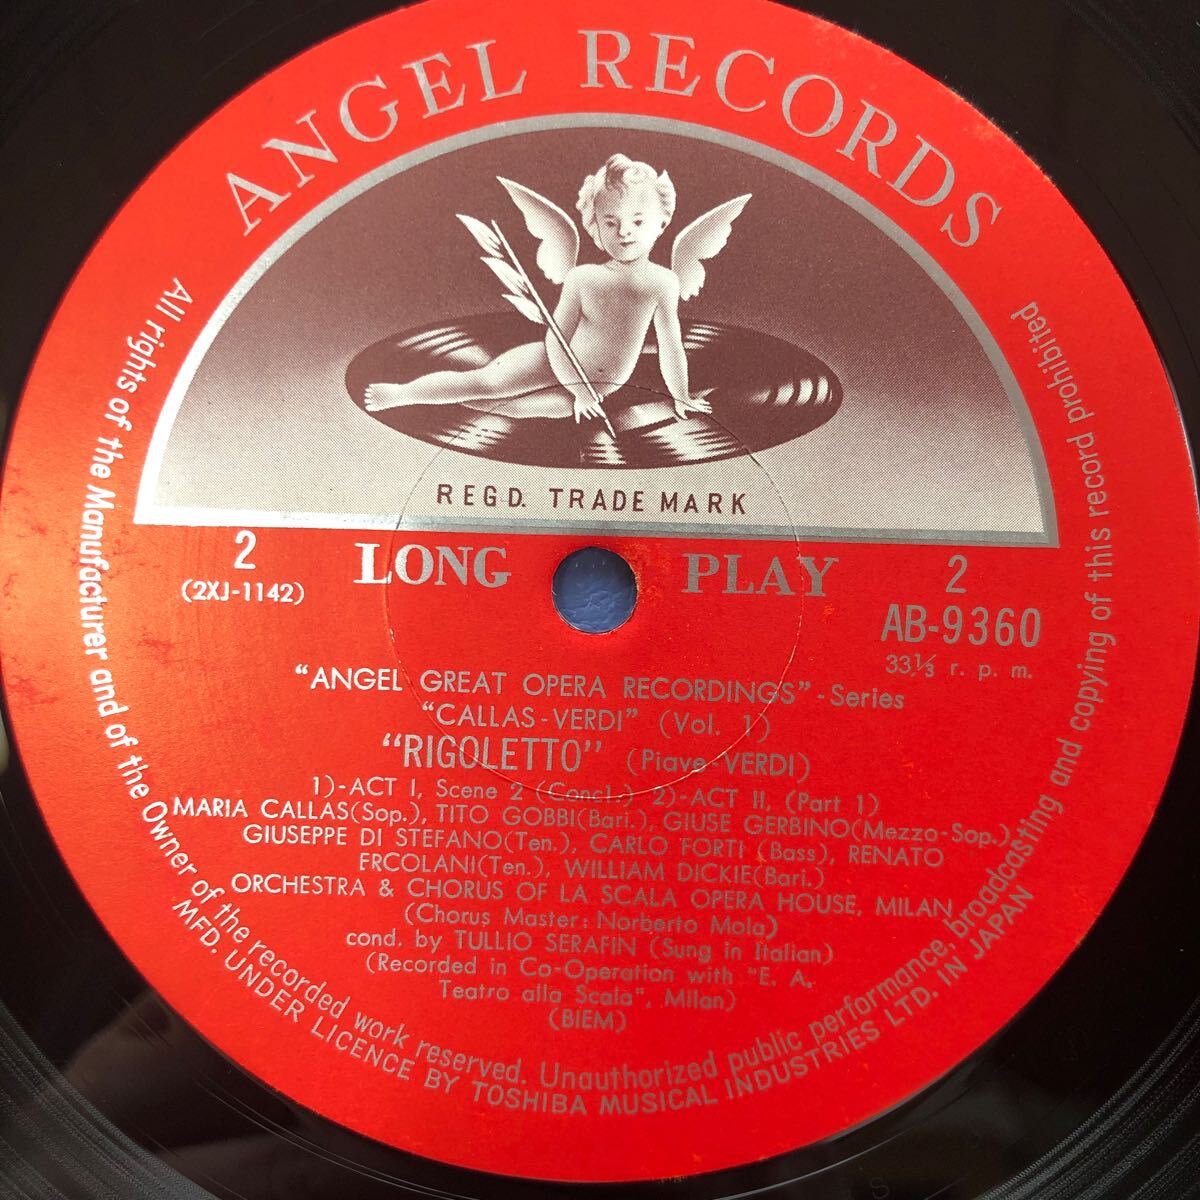 ANGEL RECORDS
REGD. TRADE MARK
2 LONG PLAY 2
(2XJ-1142) AB-9360
33⅓ r. p. m.
"ANGEL GREAT OPERA RECORDINGS"-Series
"CALLAS-VERDI" (Vol. 1)
"RIGOLETTO" (Piave-VERDI)
1)-ACT I, Scene 2 (Concl.) 2)-ACT II, (Part 1)
MARIA CALLAS(Sop.), TITO GOBBI(Bari.), GIUSE GERBINO(Mezzo-Sop.)
GIUSEPPE DI STEFANO(Ten.), CARLO FORTI (Bass), RENATO
ERCOLANI(Ten.), WILLIAM DICKIE(Bari.)
ORCHESTRA & CHORUS OF LA SCALA OPERA HOUSE, MILAN
(Chorus Master: Norberto Mola)
cond. by TULLIO SERAFIN (Sung in Italian)
(Recorded in Co-Operation with "E. A.
Teatro alla Scala", Milan)
(BIEM)
All rights of the Manufacturer and of the Owner of the recorded work reserved. Unauthorized public performance, broadcasting and copying of this record prohibited
MFD. UNDER LICENCE BY TOSHIBA MUSICAL INDUSTRIES LTD. IN JAPAN